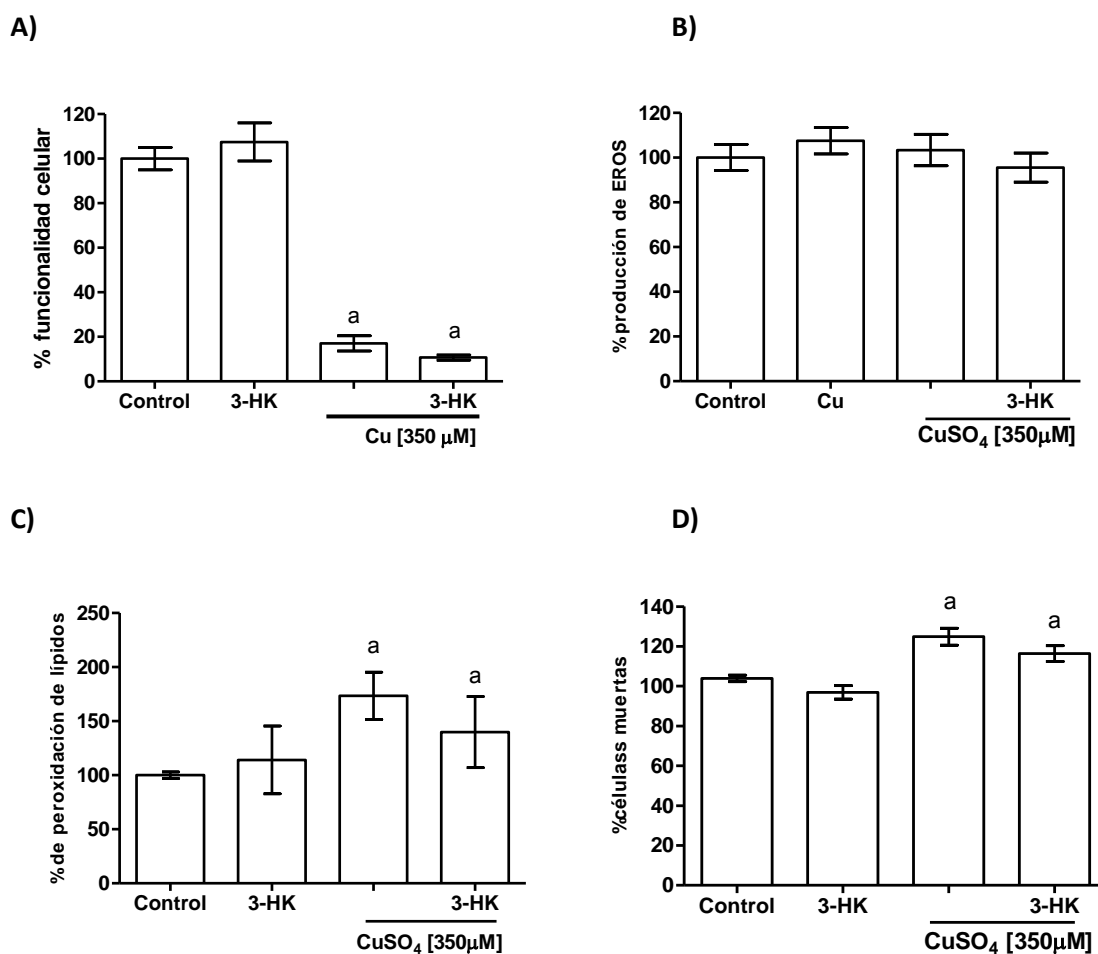 A)
% funcionalidad celular
120
100
80
60
40
20
0
a
a
Control
3-HK
3-HK
Cu [350 µM]
B)
%producción de EROS
120
100
80
60
40
20
0
Control
Cu
3-HK
CuSO4 [350µM]
C)
%de peroxidación de lípidos
250
200
150
100
50
0
a
a
Control
3-HK
3-HK
CuSO4 [350µM]
D)
%célulass muertas
140
120
100
80
60
40
20
0
a
a
Control
3-HK
3-HK
CuSO4 [350µM]